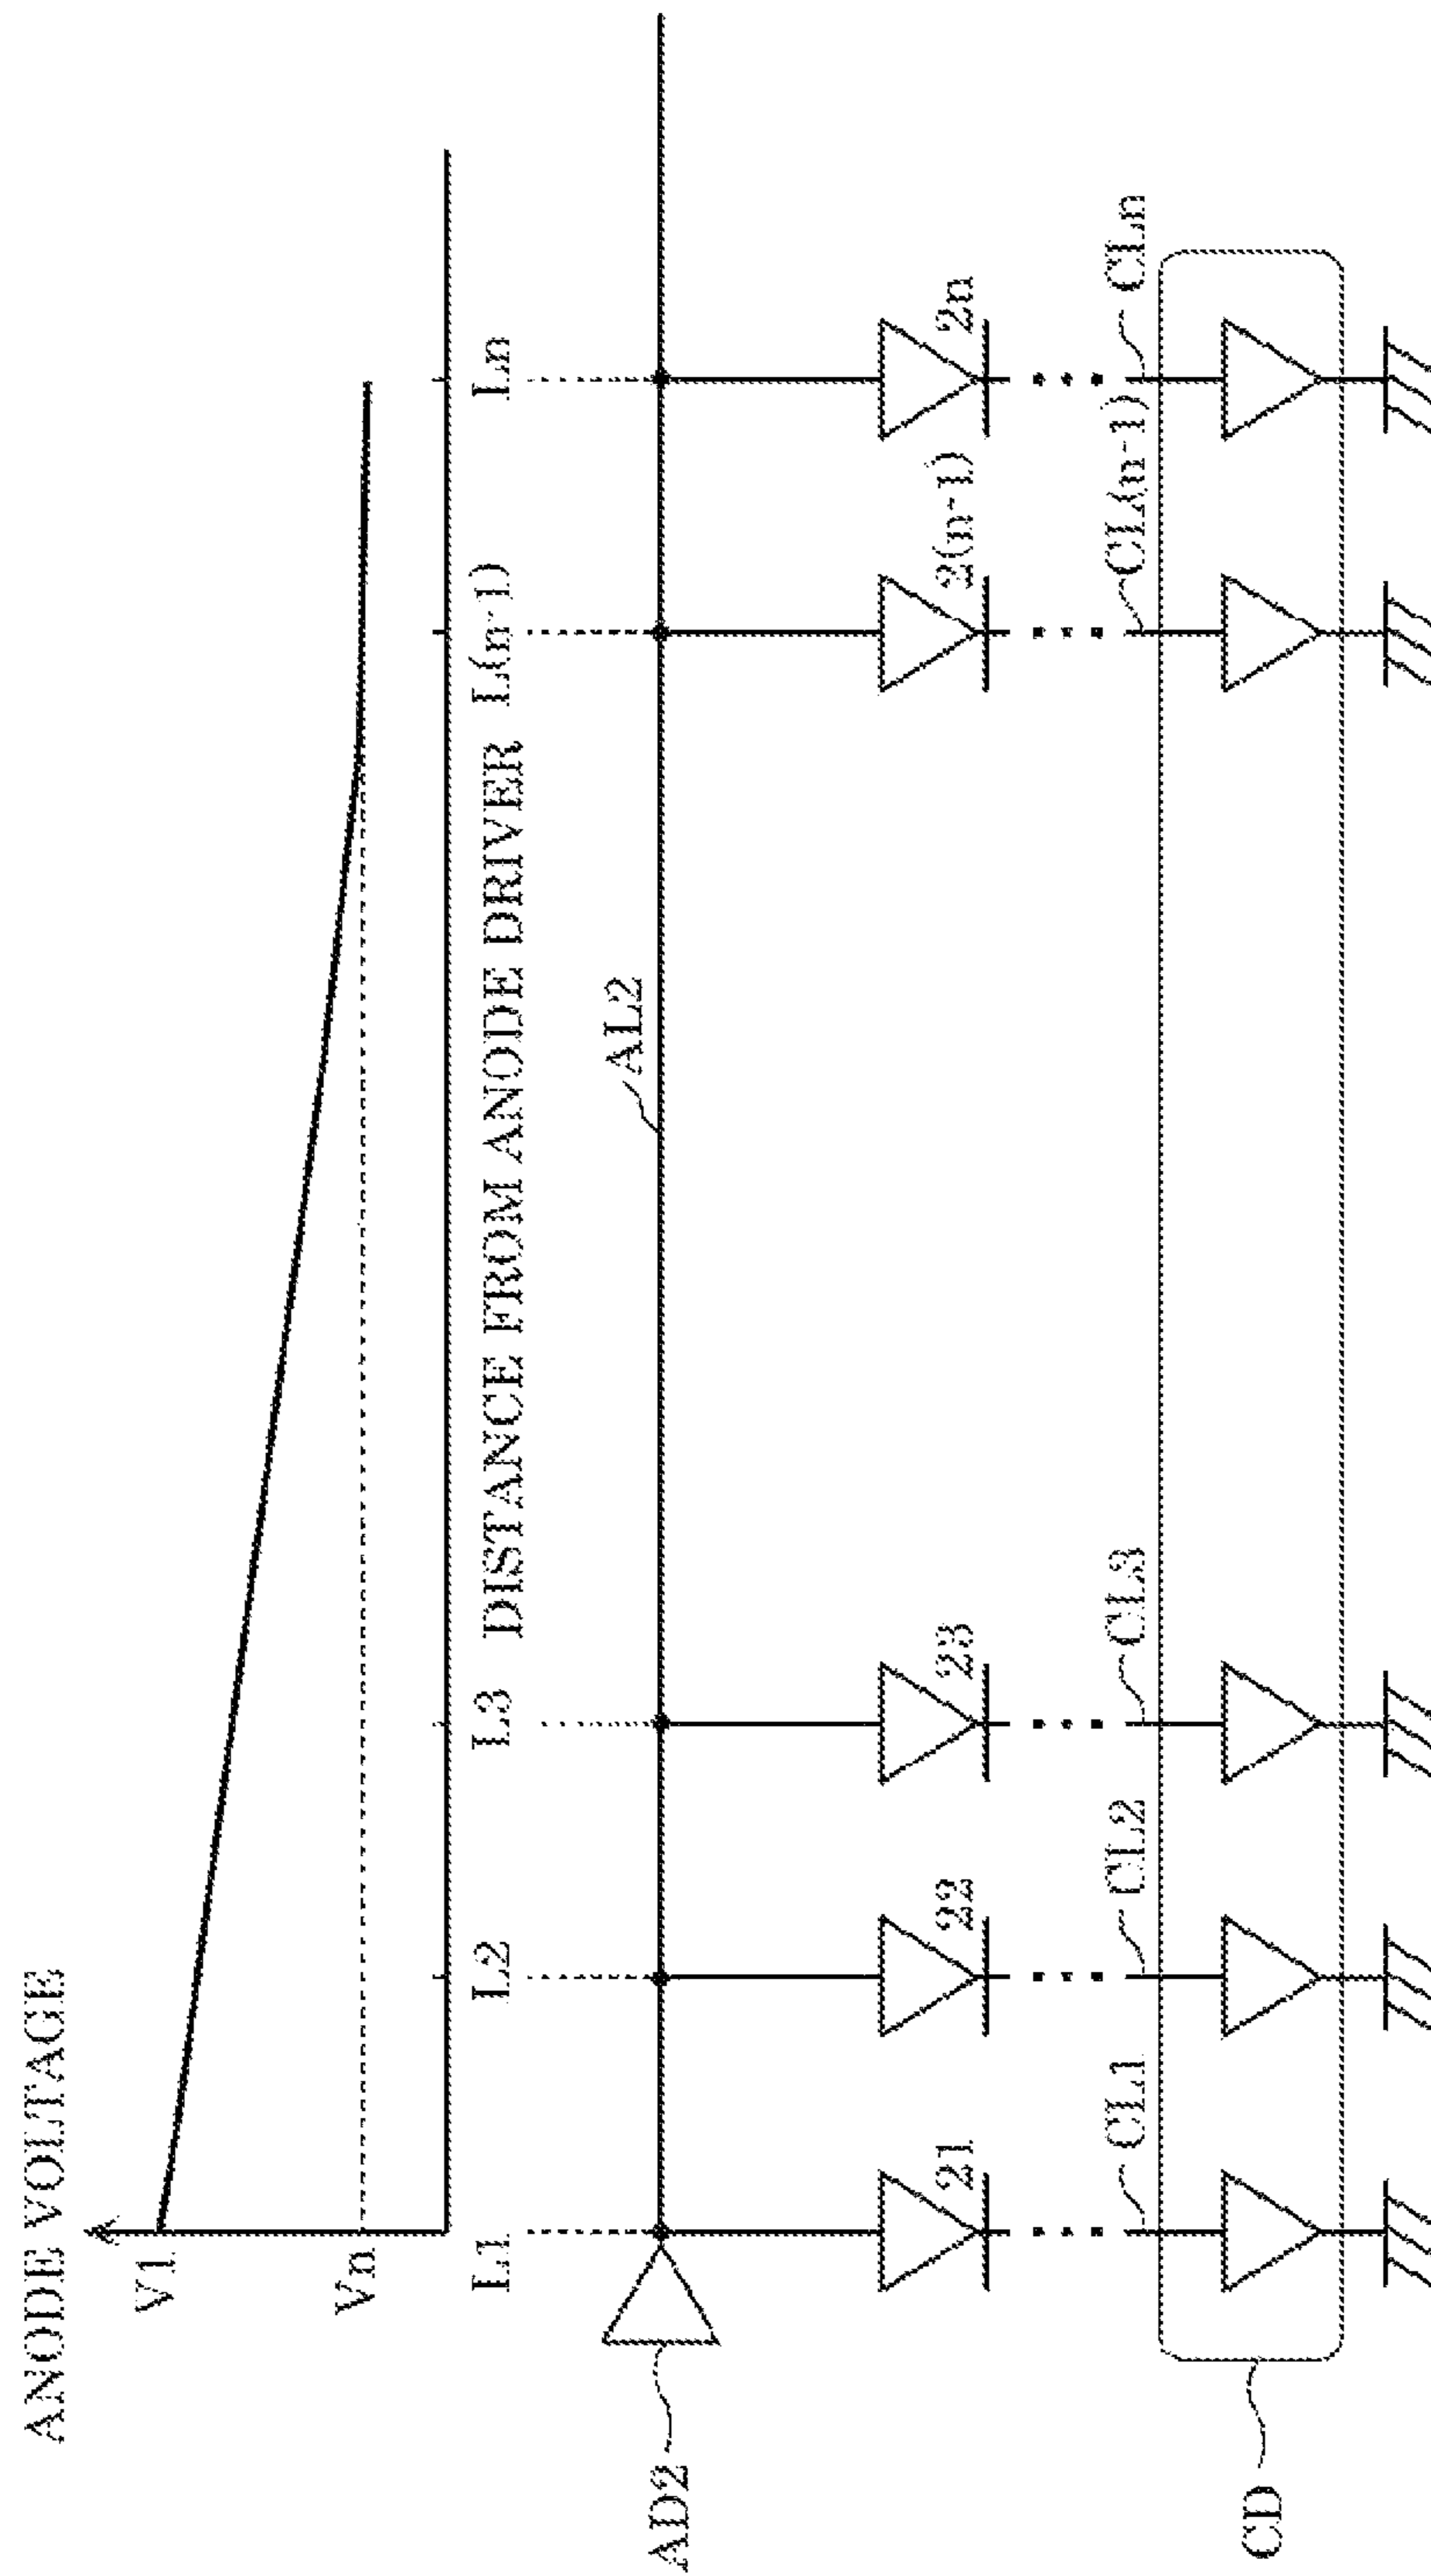 ANODE VOLTAGE
V1
Vn
L1
L2
L3
DISTANCE FROM ANODE DRIVER
L(n-1)
Ln
AL2
AD2
21
22
23
2(n-1)
2n
CL1
CL2
CL3
CL(n-1)
CLn
CD